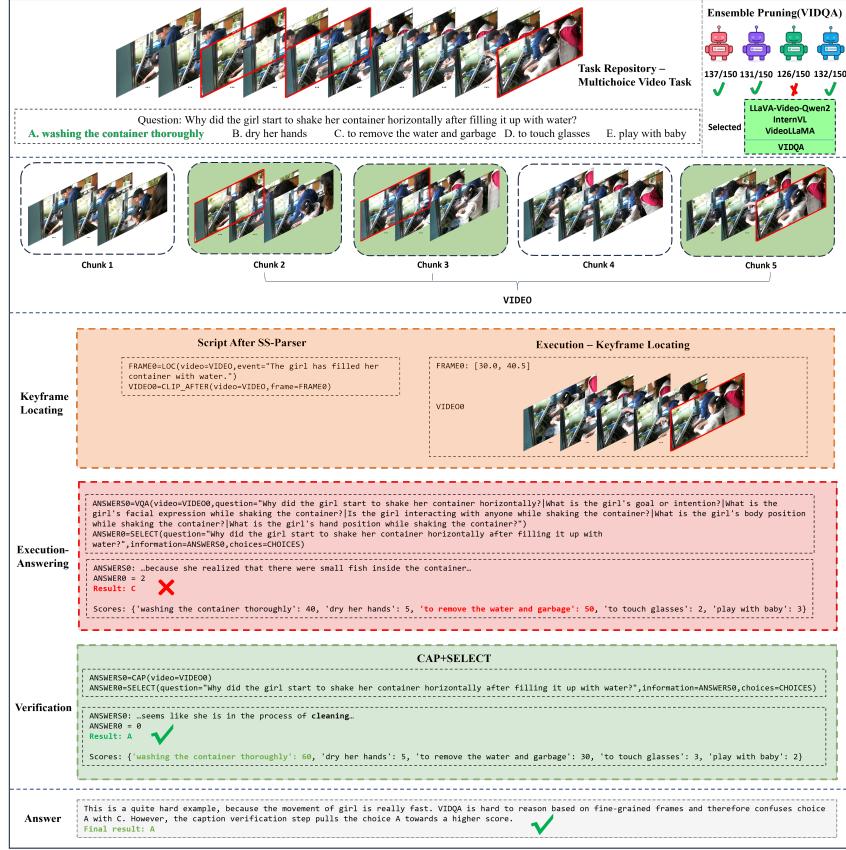 Ensemble Pruning(VIDQA)
137/150 131/150 126/150 132/150
Selected
LLaVA-Video-Qwen2
InternVL
VideoLLaMA
VIDQA
Task Repository –
Multichoice Video Task
Question: Why did the girl start to shake her container horizontally after filling it up with water?
A. washing the container thoroughly B. dry her hands C. to remove the water and garbage D. to touch glasses E. play with baby
Chunk 1 Chunk 2 Chunk 3 Chunk 4 Chunk 5
VIDEO
Keyframe
Locating
Script After SS-Parser
FRAME0=LOC(video=VIDEO,event="The girl has filled her
container with water.")
VIDEO0=CLIP_AFTER(video=VIDEO,frame=FRAME0)
Execution – Keyframe Locating
FRAME0: [30.0, 40.5]
VIDEO0
Execution-
Answering
ANSWERS0=VQA(video=VIDEO0,question="Why did the girl start to shake her container horizontally?|What is the girl's goal or intention?|What is the
girl's facial expression while shaking the container?|Is the girl interacting with anyone while shaking the container?|What is the girl's body position
while shaking the container?|What is the girl's hand position while shaking the container?")
ANSWER0=SELECT(question="Why did the girl start to shake her container horizontally after filling it up with
water?",information=ANSWERS0,choices=CHOICES)
ANSWERS0: …because she realized that there were small fish inside the container…
ANSWER0 = 2
Result: C
Scores: {'washing the container thoroughly': 40, 'dry her hands': 5, 'to remove the water and garbage': 50, 'to touch glasses': 2, 'play with baby': 3}
Verification
CAP+SELECT
ANSWERS0=CAP(video=VIDEO0)
ANSWER0=SELECT(question="Why did the girl start to shake her container horizontally after filling it up with water?",information=ANSWERS0,choices=CHOICES)
ANSWERS0: …seems like she is in the process of cleaning…
ANSWER0 = 0
Result: A
Scores: {'washing the container thoroughly': 60, 'dry her hands': 5, 'to remove the water and garbage': 30, 'to touch glasses': 3, 'play with baby': 2}
Answer
This is a quite hard example, because the movement of girl is really fast. VIDQA is hard to reason based on fine-grained frames and therefore confuses choice
A with C. However, the caption verification step pulls the choice A towards a higher score.
Final result: A